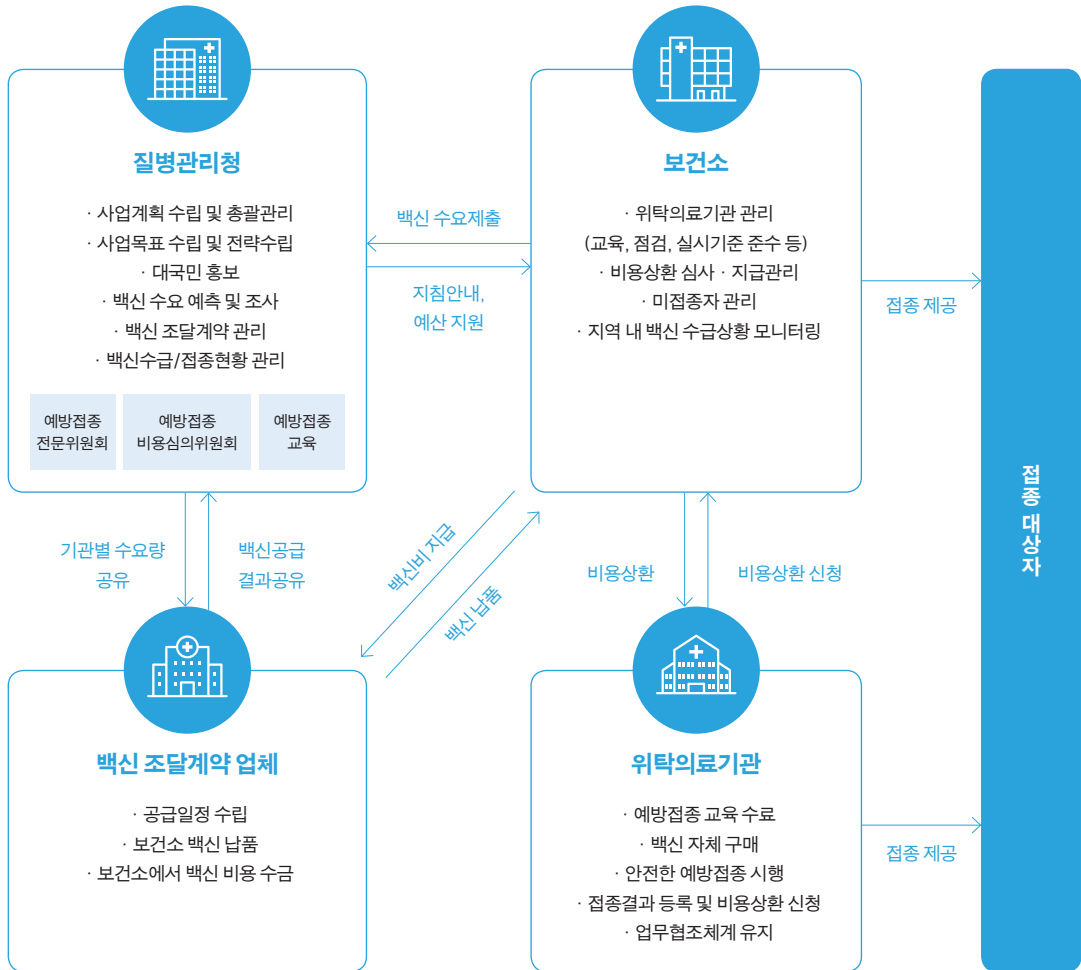 질병관리청
· 사업계획 수립 및 총괄관리
· 사업목표 수립 및 전략수립
· 대국민 홍보
· 백신 수요 예측 및 조사
· 백신 조달계약 관리
· 백신수급/접종현황 관리
예방접종
전문위원회
예방접종
비용심의위원회
예방접종
교육
백신 수요제출
지침안내,
예산 지원
보건소
· 위탁의료기관 관리
(교육, 점검, 실시기준 준수 등)
· 비용상환 심사 · 지급관리
· 미접종자 관리
· 지역 내 백신 수급상황 모니터링
접종 제공
접종 대상자
기관별 수요량
공유
백신공급
결과공유
백신비 지급
백신 납품
비용상환
비용상환 신청
백신 조달계약 업체
· 공급일정 수립
· 보건소 백신 납품
· 보건소에서 백신 비용 수금
위탁의료기관
· 예방접종 교육 수료
· 백신 자체 구매
· 안전한 예방접종 시행
· 접종결과 등록 및 비용상환 신청
· 업무협조체계 유지
접종 제공